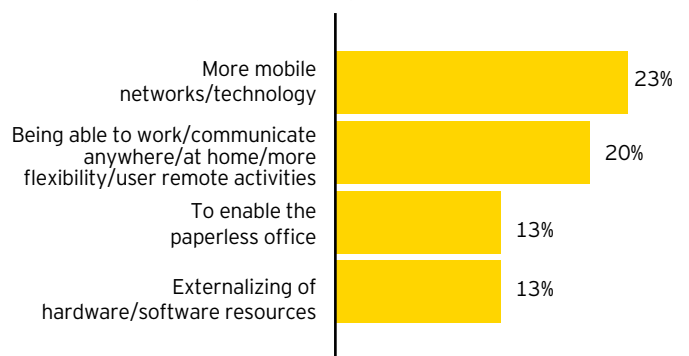 More mobile
networks/technology
23%
Being able to work/communicate
anywhere/at home/more
flexibility/user remote activities
20%
To enable the
paperless office
13%
Externalizing of
hardware/software resources
13%